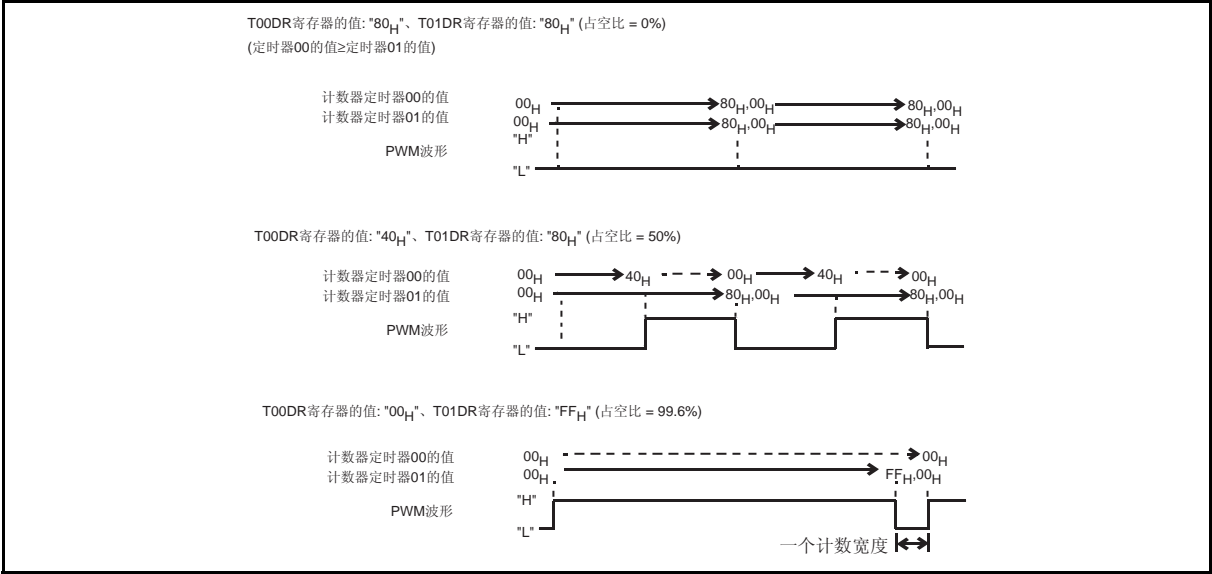 T00DR寄存器的值: "80H"、T01DR寄存器的值: "80H" (占空比 = 0%)
(定时器00的值≥定时器01的值)
计数器定时器00的值 00H 80H,00H 80H,00H
计数器定时器01的值 00H 80H,00H 80H,00H
"H"
PWM波形
"L"
T00DR寄存器的值: "40H"、T01DR寄存器的值: "80H" (占空比 = 50%)
计数器定时器00的值 00H 40H 00H 40H 00H
计数器定时器01的值 00H 80H,00H 80H,00H
"H"
PWM波形
"L"
T00DR寄存器的值: "00H"、T01DR寄存器的值: "FFH" (占空比 = 99.6%)
计数器定时器00的值 00H 00H
计数器定时器01的值 00H FFH,00H
"H"
PWM波形
"L"
一个计数宽度